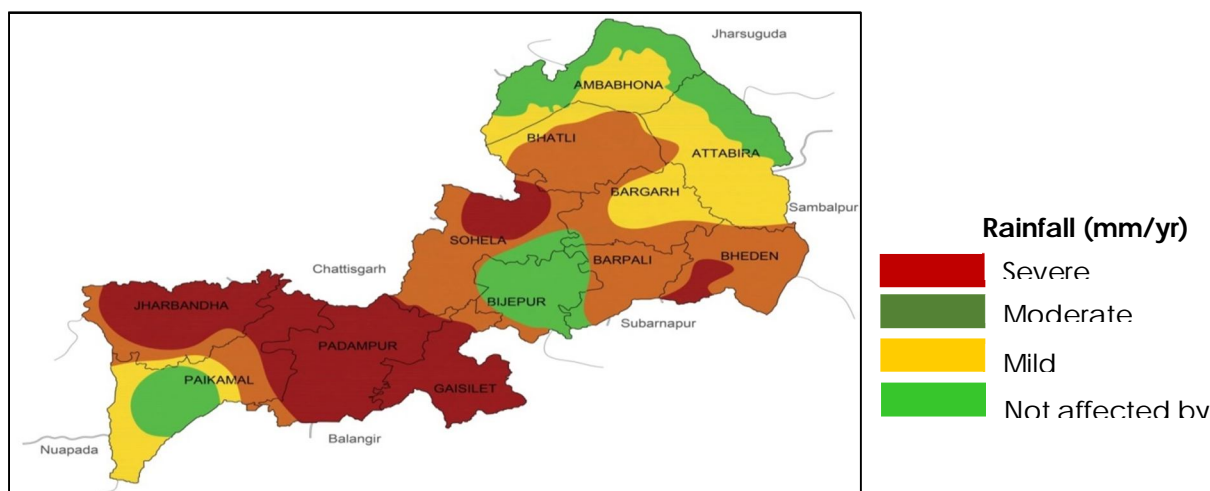 Jharsuguda
AMBABHONA
BHATLI
ATTABIRA
BARGARH
Sambalpur
SOHELA
BARPALI
BHEDEN
Chattisgarh
BIJEPUR
Subarnapur
JHARBANDHA
PADAMPUR
PAIKAMAL
GAISILET
Balangir
Nuapada
Rainfall (mm/yr)
Severe
Moderate
Mild
Not affected by